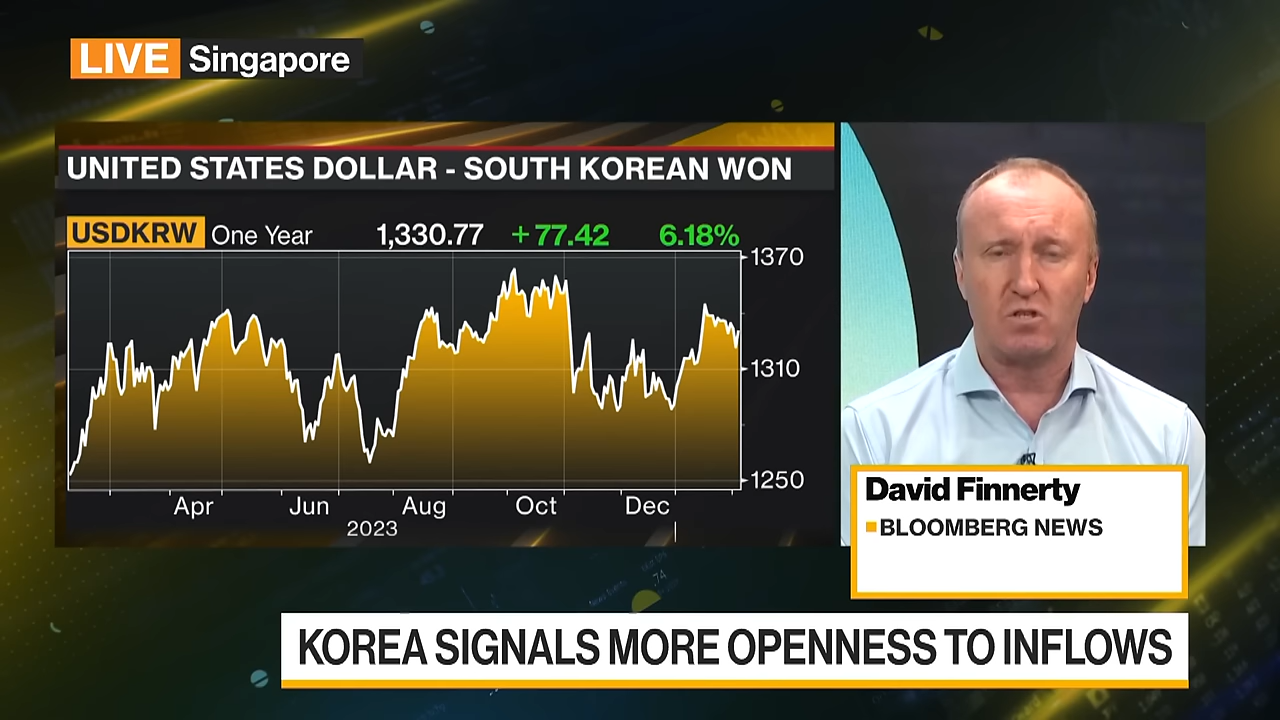 LIVE Singapore
UNITED STATES DOLLAR - SOUTH KOREAN WON
USDKRW One Year 1,330.77 +77.42 6.18%
1370
1310
1250
Apr Jun Aug Oct Dec
2023
David Finnerty
BLOOMBERG NEWS
KOREA SIGNALS MORE OPENNESS TO INFLOWS